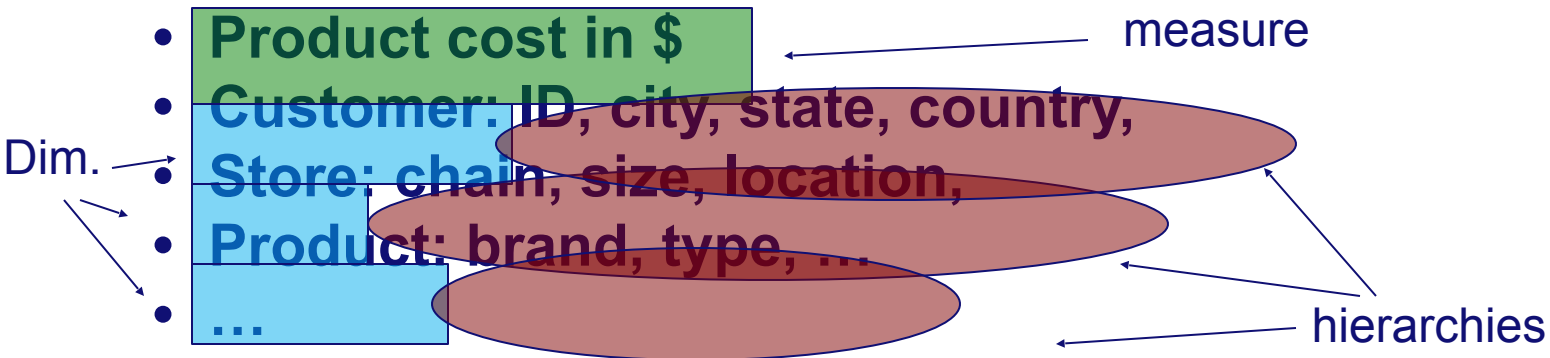 • Product cost in $
measure
• Customer: ID, city, state, country,
Dim.
• Store: chain, size, location,
• Product: brand, type, …
• …
hierarchies